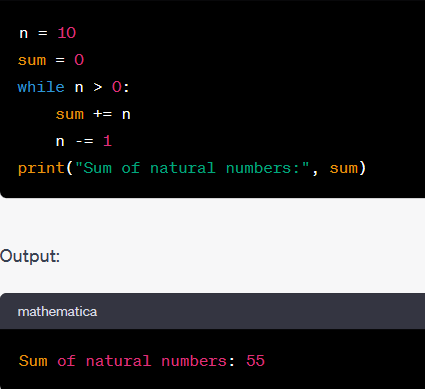 n = 10
sum = 0
while n > 0:
    sum += n
    n -= 1
print("Sum of natural numbers:", sum)
Output:
mathematica
Sum of natural numbers: 55